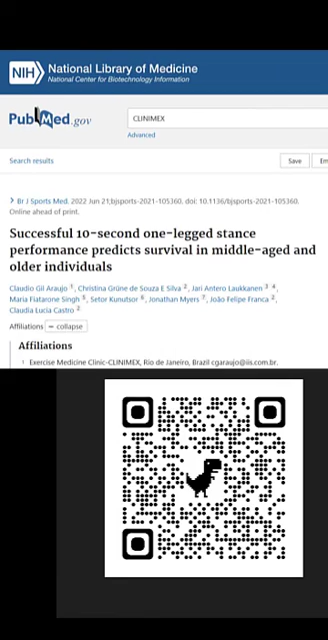 NIH National Library of Medicine
National Center for Biotechnology Information
PubMed.gov
CLINIMEX
Advanced
Search results
Save
Em
> Br J Sports Med. 2022 Jun 21;bjsports-2021-105360. doi: 10.1136/bjsports-2021-105360.
Online ahead of print.
Successful 10-second one-legged stance
performance predicts survival in middle-aged and
older individuals
Claudio Gil Araujo 1, Christina Grüne de Souza E Silva 2, Jari Antero Laukkanen 3 4,
Maria Fiatarone Singh 5, Setor Kunutsor 6, Jonathan Myers 7, João Felipe Franca 2,
Claudia Lucia Castro 2
Affiliations − collapse
Affiliations
1 Exercise Medicine Clinic-CLINIMEX, Rio de Janeiro, Brazil cgaraujo@iis.com.br.